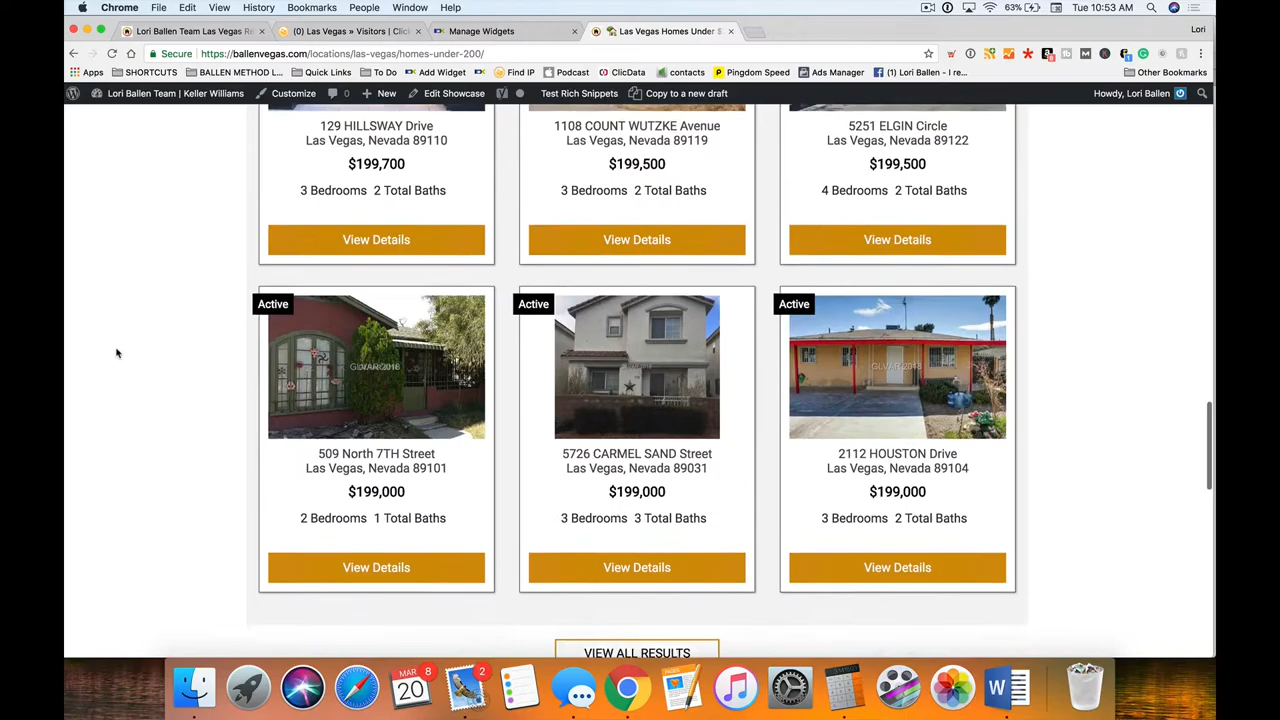 Chrome File Edit View History Bookmarks People Window Help 63% Tue 10:53 AM
Lori Ballen Team Las Vegas Re (0) Las Vegas » Visitors | Click Manage Widgets Las Vegas Homes Under $ Lori
Secure https://ballenvegas.com/locations/las-vegas/homes-under-200/
Apps SHORTCUTS BALLEN METHOD L... Quick Links To Do Add Widget Find IP Podcast ClicData contacts Pingdom Speed Ads Manager (1) Lori Ballen - I re... Other Bookmarks
Lori Ballen Team | Keller Williams Customize 0 New Edit Showcase Test Rich Snippets Copy to a new draft Howdy, Lori Ballen
129 HILLSWAY Drive 1108 COUNT WUTZKE Avenue 5251 ELGIN Circle
Las Vegas, Nevada 89110 Las Vegas, Nevada 89119 Las Vegas, Nevada 89122
$199,700 $199,500 $199,500
3 Bedrooms 2 Total Baths 3 Bedrooms 2 Total Baths 4 Bedrooms 2 Total Baths
View Details View Details View Details
Active Active Active
GLVAR 2018 GLVAR 2018
509 North 7TH Street 5726 CARMEL SAND Street 2112 HOUSTON Drive
Las Vegas, Nevada 89101 Las Vegas, Nevada 89031 Las Vegas, Nevada 89104
$199,000 $199,000 $199,000
2 Bedrooms 1 Total Baths 3 Bedrooms 3 Total Baths 3 Bedrooms 2 Total Baths
View Details View Details View Details
VIEW ALL RESULTS
MAR 8 2
20 W